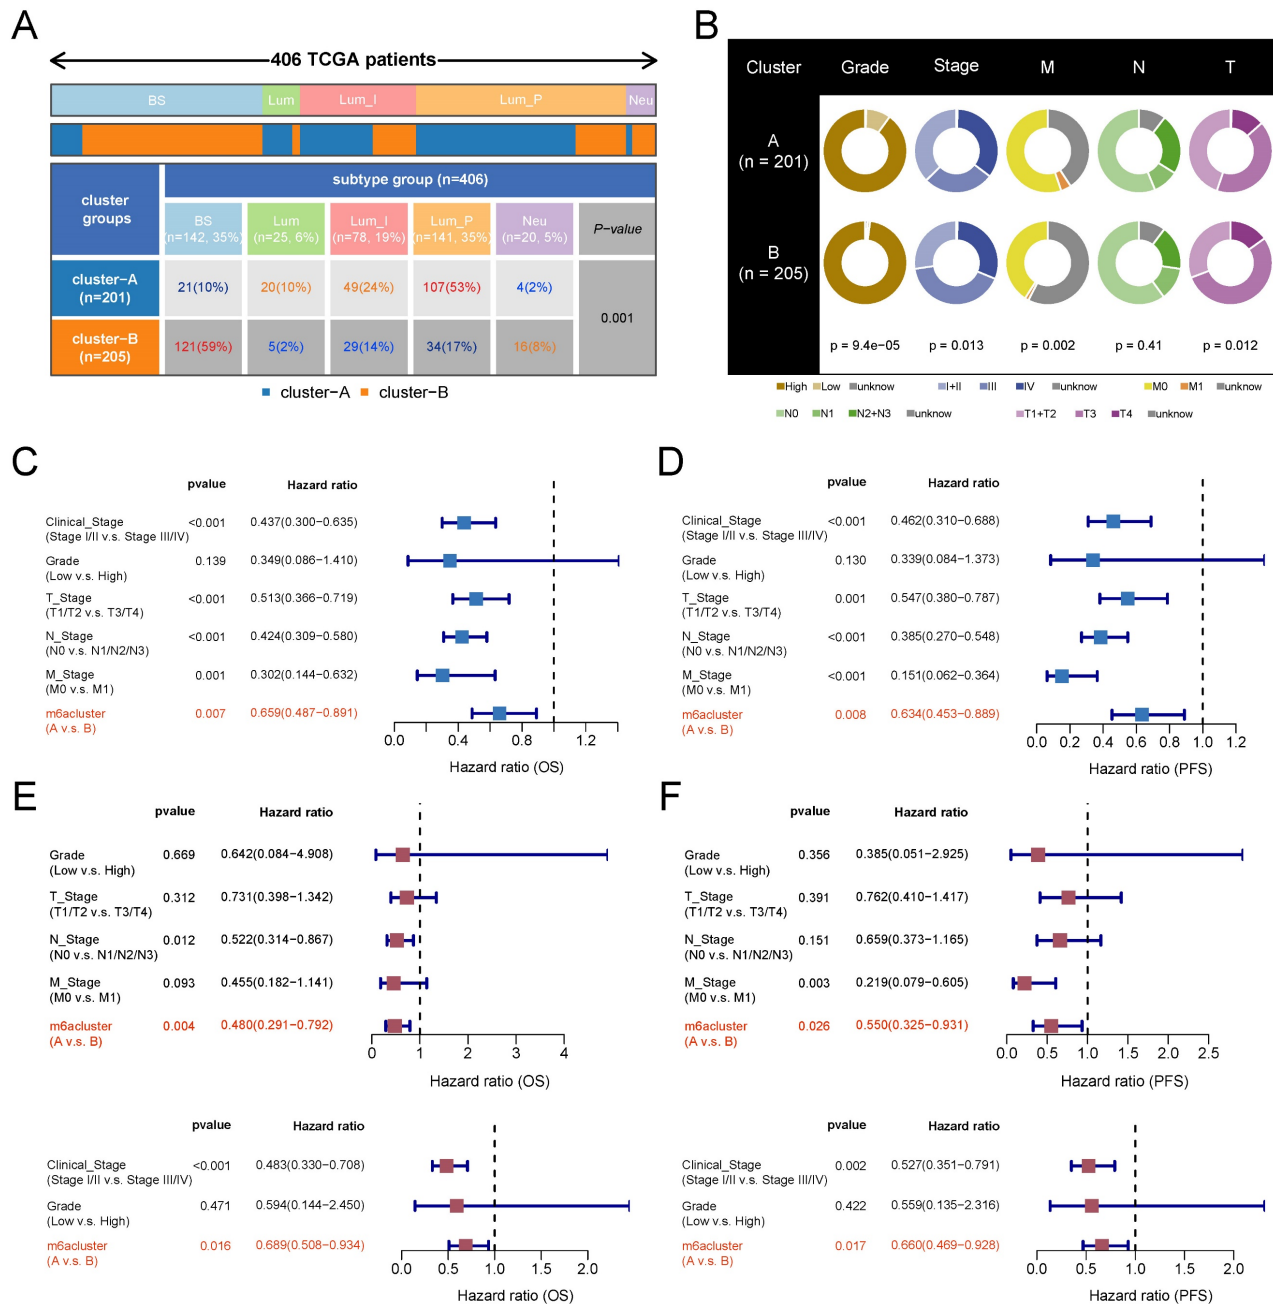 A
406 TCGA patients
BS Lum Lum_I Lum_P Neu
cluster groups
subtype group (n=406)
BS (n=142, 35%)
Lum (n=25, 6%)
Lum_I (n=78, 19%)
Lum_P (n=141, 35%)
Neu (n=20, 5%)
P−value
cluster−A (n=201)
21(10%) 20(10%) 49(24%) 107(53%) 4(2%)
0.001
cluster−B (n=205)
121(59%) 5(2%) 29(14%) 34(17%) 16(8%)
cluster−A cluster−B
B
Cluster Grade Stage M N T
A
(n = 201)
B
(n = 205)
p = 9.4e−05 p = 0.013 p = 0.002 p = 0.41 p = 0.012
High Low unknow I+II III IV unknow M0 M1 unknow
N0 N1 N2+N3 unknow T1+T2 T3 T4 unknow
C
pvalue Hazard ratio
Clinical_Stage <0.001 0.437(0.300−0.635)
(Stage I/II v.s. Stage III/IV)
Grade 0.139 0.349(0.086−1.410)
(Low v.s. High)
T_Stage <0.001 0.513(0.366−0.719)
(T1/T2 v.s. T3/T4)
N_Stage <0.001 0.424(0.309−0.580)
(N0 v.s. N1/N2/N3)
M_Stage 0.001 0.302(0.144−0.632)
(M0 v.s. M1)
m6acluster 0.007 0.659(0.487−0.891)
(A v.s. B)
0.0 0.4 0.8 1.2
Hazard ratio (OS)
D
pvalue Hazard ratio
Clinical_Stage <0.001 0.462(0.310−0.688)
(Stage I/II v.s. Stage III/IV)
Grade 0.130 0.339(0.084−1.373)
(Low v.s. High)
T_Stage 0.001 0.547(0.380−0.787)
(T1/T2 v.s. T3/T4)
N_Stage <0.001 0.385(0.270−0.548)
(N0 v.s. N1/N2/N3)
M_Stage <0.001 0.151(0.062−0.364)
(M0 v.s. M1)
m6acluster 0.008 0.634(0.453−0.889)
(A v.s. B)
0.0 0.2 0.4 0.6 0.8 1.0 1.2
Hazard ratio (PFS)
E
pvalue Hazard ratio
Grade 0.669 0.642(0.084−4.908)
(Low v.s. High)
T_Stage 0.312 0.731(0.398−1.342)
(T1/T2 v.s. T3/T4)
N_Stage 0.012 0.522(0.314−0.867)
(N0 v.s. N1/N2/N3)
M_Stage 0.093 0.455(0.182−1.141)
(M0 v.s. M1)
m6acluster 0.004 0.480(0.291−0.792)
(A v.s. B)
0 1 2 3 4
Hazard ratio (OS)
pvalue Hazard ratio
Clinical_Stage <0.001 0.483(0.330−0.708)
(Stage I/II v.s. Stage III/IV)
Grade 0.471 0.594(0.144−2.450)
(Low v.s. High)
m6acluster 0.016 0.689(0.508−0.934)
(A v.s. B)
0.0 0.5 1.0 1.5 2.0
Hazard ratio (OS)
F
pvalue Hazard ratio
Grade 0.356 0.385(0.051−2.925)
(Low v.s. High)
T_Stage 0.391 0.762(0.410−1.417)
(T1/T2 v.s. T3/T4)
N_Stage 0.151 0.659(0.373−1.165)
(N0 v.s. N1/N2/N3)
M_Stage 0.003 0.219(0.079−0.605)
(M0 v.s. M1)
m6acluster 0.026 0.550(0.325−0.931)
(A v.s. B)
0.0 0.5 1.0 1.5 2.0 2.5
Hazard ratio (PFS)
pvalue Hazard ratio
Clinical_Stage 0.002 0.527(0.351−0.791)
(Stage I/II v.s. Stage III/IV)
Grade 0.422 0.559(0.135−2.316)
(Low v.s. High)
m6acluster 0.017 0.660(0.469−0.928)
(A v.s. B)
0.0 0.5 1.0 1.5 2.0
Hazard ratio (PFS)